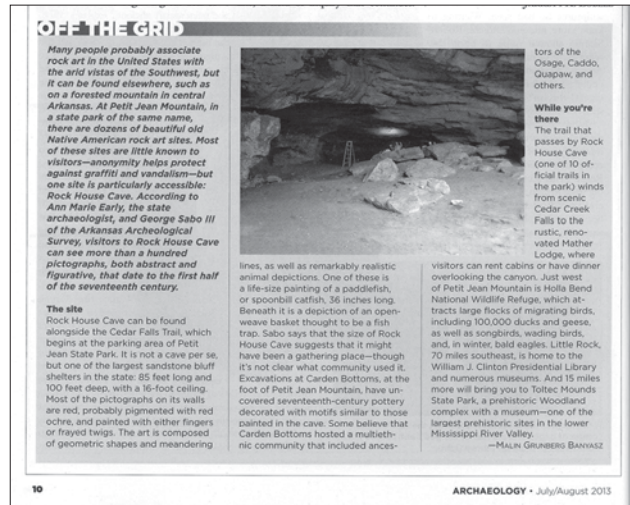 OFF THE GRID
Many people probably associate
rock art in the United States with
the arid vistas of the Southwest, but
it can be found elsewhere, such as
on a forested mountain in central
Arkansas. At Petit Jean Mountain, in
a state park of the same name,
there are dozens of beautiful old
Native American rock art sites. Most
of these sites are little known to
visitors—anonymity helps protect
against graffiti and vandalism—but
one site is particularly accessible:
Rock House Cave. According to
Ann Marie Early, the state
archaeologist, and George Sabo III
of the Arkansas Archeological
Survey, visitors to Rock House Cave
can see more than a hundred
pictographs, both abstract and
figurative, that date to the first half
of the seventeenth century.
The site
Rock House Cave can be found
alongside the Cedar Falls Trail, which
begins at the parking area of Petit
Jean State Park. It is not a cave per se,
but one of the largest sandstone bluff
shelters in the state: 85 feet long and
100 feet deep, with a 16-foot ceiling.
Most of the pictographs on its walls
are red, probably pigmented with red
ochre, and painted with either fingers
or frayed twigs. The art is composed
of geometric shapes and meandering
lines, as well as remarkably realistic
animal depictions. One of these is
a life-size painting of a paddlefish,
or spoonbill catfish, 36 inches long.
Beneath it is a depiction of an open-
weave basket thought to be a fish
trap. Sabo says that the size of Rock
House Cave suggests that it might
have been a gathering place—though
it's not clear what community used it.
Excavations at Carden Bottoms, at the
foot of Petit Jean Mountain, have un-
covered seventeenth-century pottery
decorated with motifs similar to those
painted in the cave. Some believe that
Carden Bottoms hosted a multieth-
nic community that included ances-
tors of the
Osage, Caddo,
Quapaw, and
others.
While you're
there
The trail that
passes by Rock
House Cave
(one of 10 of-
ficial trails in
the park) winds
from scenic
Cedar Creek
Falls to the
rustic, reno-
vated Mather
Lodge, where
visitors can rent cabins or have dinner
overlooking the canyon. Just west
of Petit Jean Mountain is Holla Bend
National Wildlife Refuge, which at-
tracts large flocks of migrating birds,
including 100,000 ducks and geese,
as well as songbirds, wading birds,
and, in winter, bald eagles. Little Rock,
70 miles southeast, is home to the
William J. Clinton Presidential Library
and numerous museums. And 15 miles
more will bring you to Toltec Mounds
State Park, a prehistoric Woodland
complex with a museum—one of the
largest prehistoric sites in the lower
Mississippi River Valley.
—MALIN GRUNBERG BANYASZ
10
ARCHAEOLOGY • July/August 2013